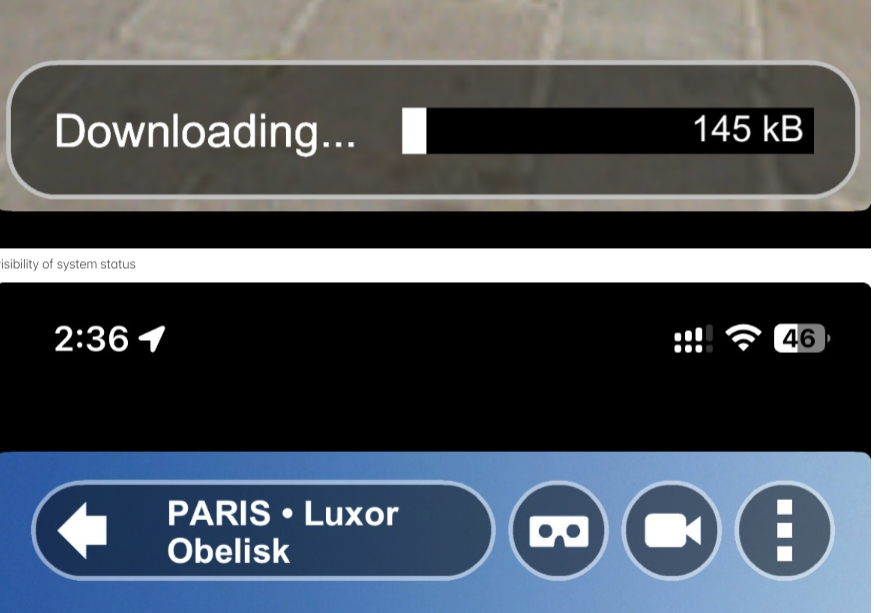 Downloading...
145 kB
isibility of system status
2:36
46
PARIS • Luxor
Obelisk